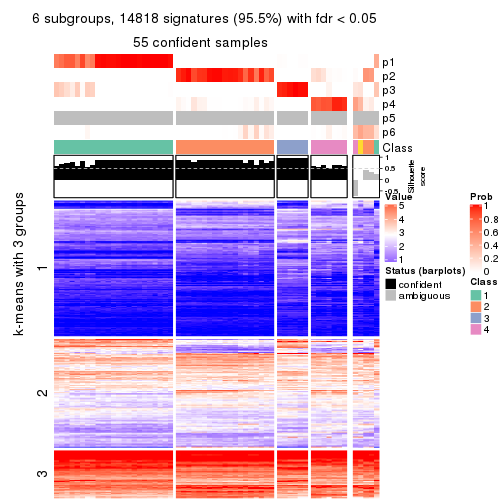 6 subgroups, 14818 signatures (95.5%) with fdr < 0.05
55 confident samples
p1
p2
p3
p4
p5
p6
Class
1
0.5
0
-0.5
Silhouette
score
k-means with 3 groups
1
2
3
Value
5
4
3
2
1
Status (barplots)
confident
ambiguous
Prob
1
0.8
0.6
0.4
0.2
0
Class
1
2
3
4